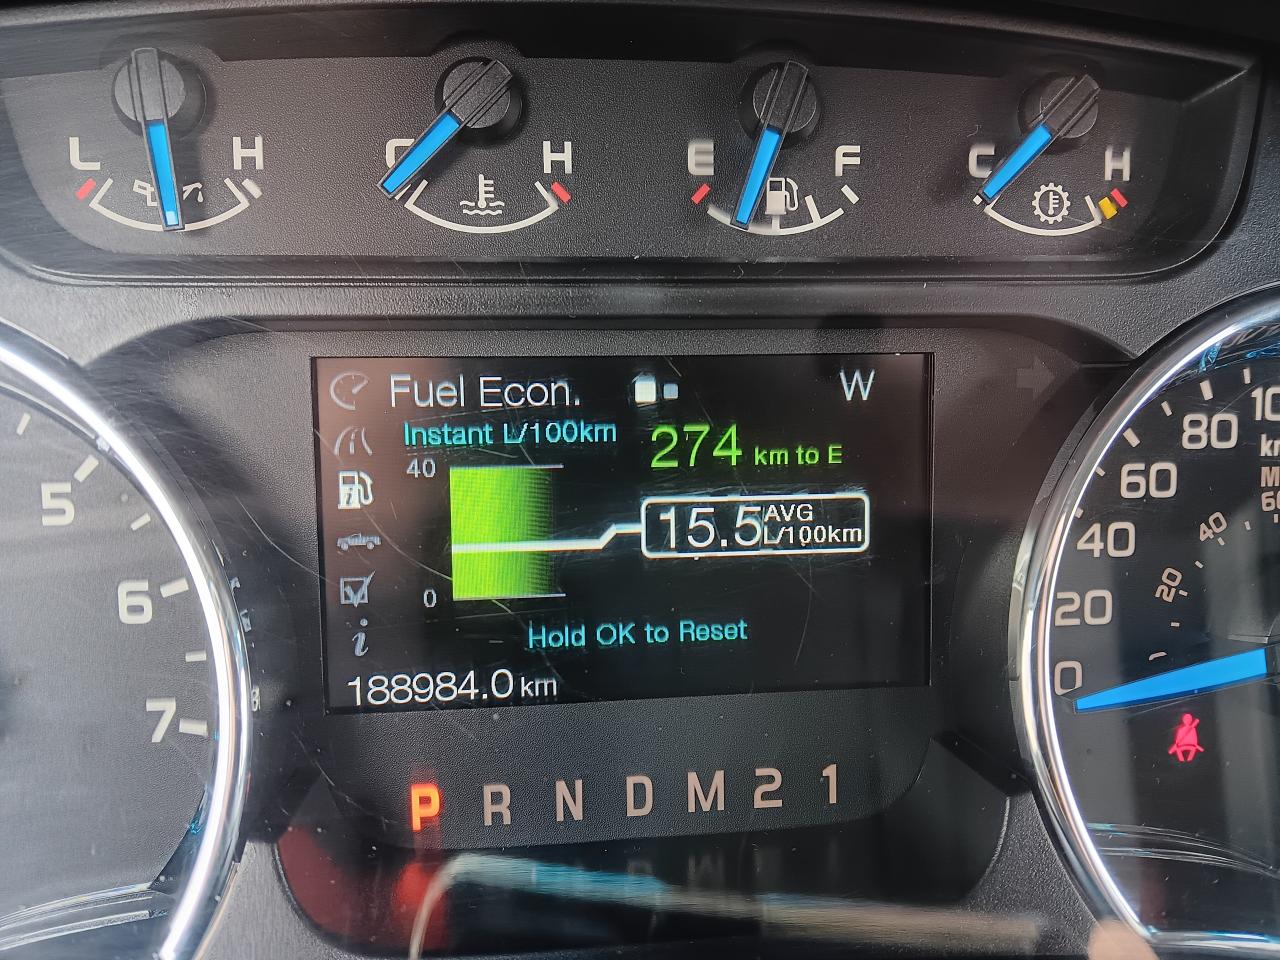 L H C H E F C H
Fuel Econ. W
Instant L/100km
274 km to E
40
15.5 AVG L/100km
0
Hold OK to Reset
188984.0 km
P R N D M 2 1
5
6
7
100
80
60
40
20
0
40
20